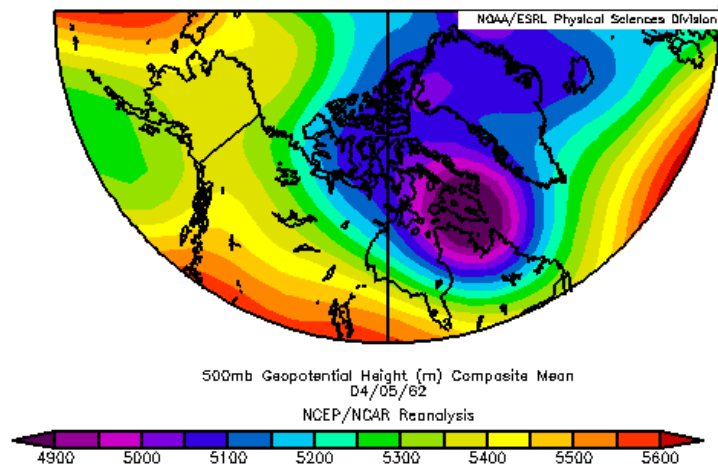 NOAA/ESRL Physical Sciences Division
500mb Geopotential Height (m) Composite Mean
04/05/62
NCEP/NCAR Reanalysis
4900 5000 5100 5200 5300 5400 5500 5600